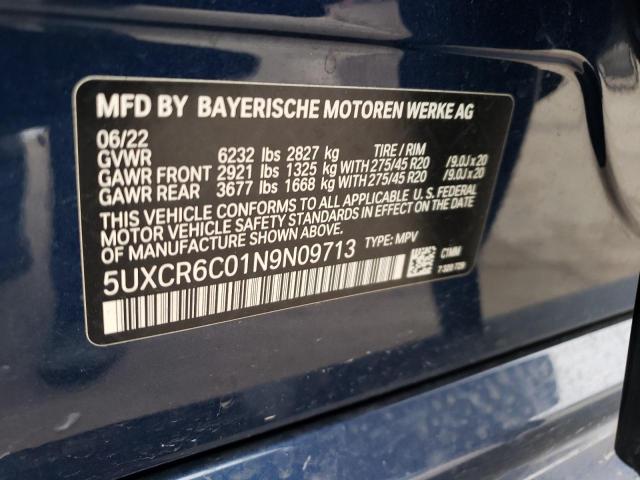 MFD BY BAYERISCHE MOTOREN WERKE AG
06/22 TIRE / RIM
GVWR 6232 lbs 2827 kg
GAWR FRONT 2921 lbs 1325 kg WITH 275/45 R20 /9.0J x 20
GAWR REAR 3677 lbs 1668 kg WITH 275/45 R20 /9.0J x 20
THIS VEHICLE CONFORMS TO ALL APPLICABLE U. S. FEDERAL
MOTOR VEHICLE SAFETY STANDARDS IN EFFECT ON THE DATE
OF MANUFACTURE SHOWN ABOVE.
5UXCR6C01N9N09713 TYPE: MPV